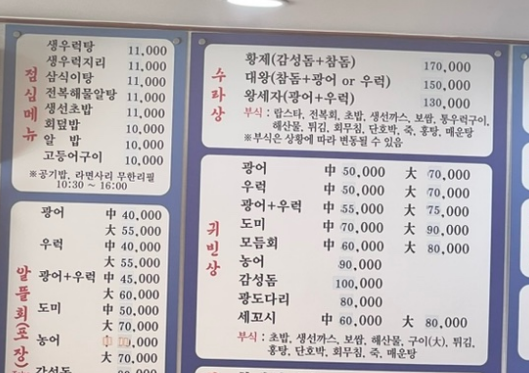 점심메뉴
생우럭탕 11,000
생우럭지리 11,000
삼식이탕 11,000
전복해물알탕 11,000
생선초밥 11,000
회덮밥 10,000
알 밥 10,000
고등어구이 10,000
※공기밥, 라면사리 무한리필
10:30 ~ 16:00
알뜰회(포장)
광어 中 40,000
大 55,000
우럭 中 40,000
大 55,000
광어+우럭 中 45,000
大 60,000
도미 中 50,000
大 70,000
농어
大 70,000
감성돔
수라상
황제(감성돔+참돔) 170,000
대왕(참돔+광어 or 우럭) 150,000
왕세자(광어+우럭) 130,000
부식 : 랍스타, 전복회, 초밥, 생선까스, 보쌈, 통우럭구이,
해산물, 튀김, 회무침, 단호박, 죽, 홍탕, 매운탕
※부식은 상황에 따라 변동될 수 있음
귀빈상
광어 中 50,000 大 70,000
우럭 中 50,000 大 70,000
광어+우럭 中 55,000 大 75,000
도미 中 70,000 大 90,000
모듬회 中 60,000 大 80,000
농어 90,000
감성돔 100,000
광도다리 80,000
세꼬시 中 60,000 大 80,000
부식 : 초밥, 생선까스, 보쌈, 해산물, 구이(大), 튀김,
홍탕, 단호박, 회무침, 죽, 매운탕